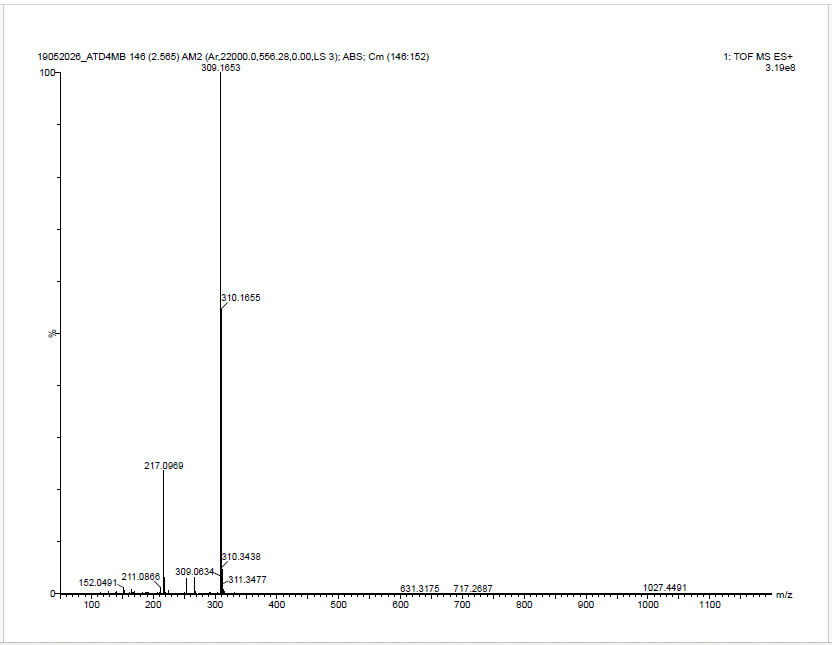 19052026_ATD4MB 146 (2.565) AM2 (Ar,22000.0,556.28,0.00,LS 3); ABS; Cm (146:152)
1: TOF MS ES+
3.19e8
309.1653
100
310.1655
%
217.0969
310.3438
309.0634
311.3477
211.0866
152.0491
631.3175
717.2687
1027.4491
0
m/z
100 200 300 400 500 600 700 800 900 1000 1100